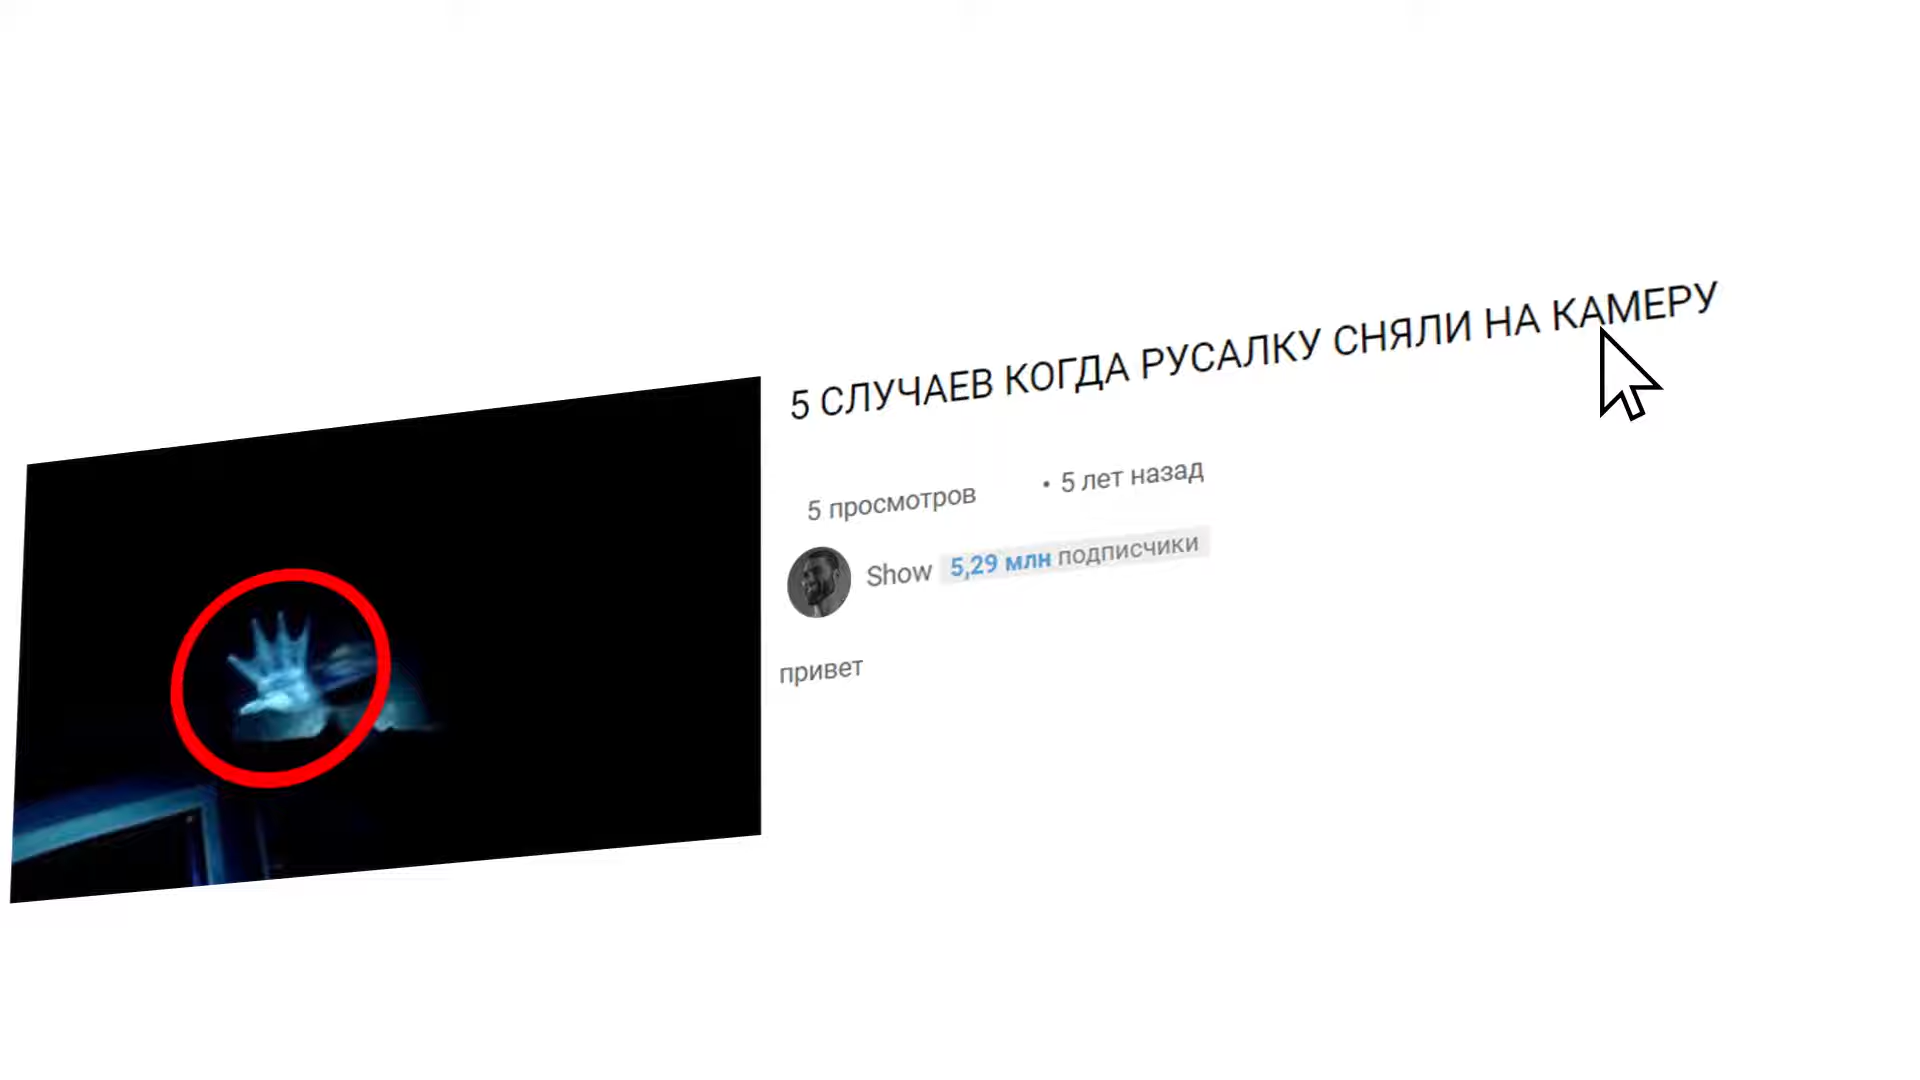 5 СЛУЧАЕВ КОГДА РУСАЛКУ СНЯЛИ НА КАМЕРУ
5 просмотров • 5 лет назад
Show 5,29 млн подписчики
привет